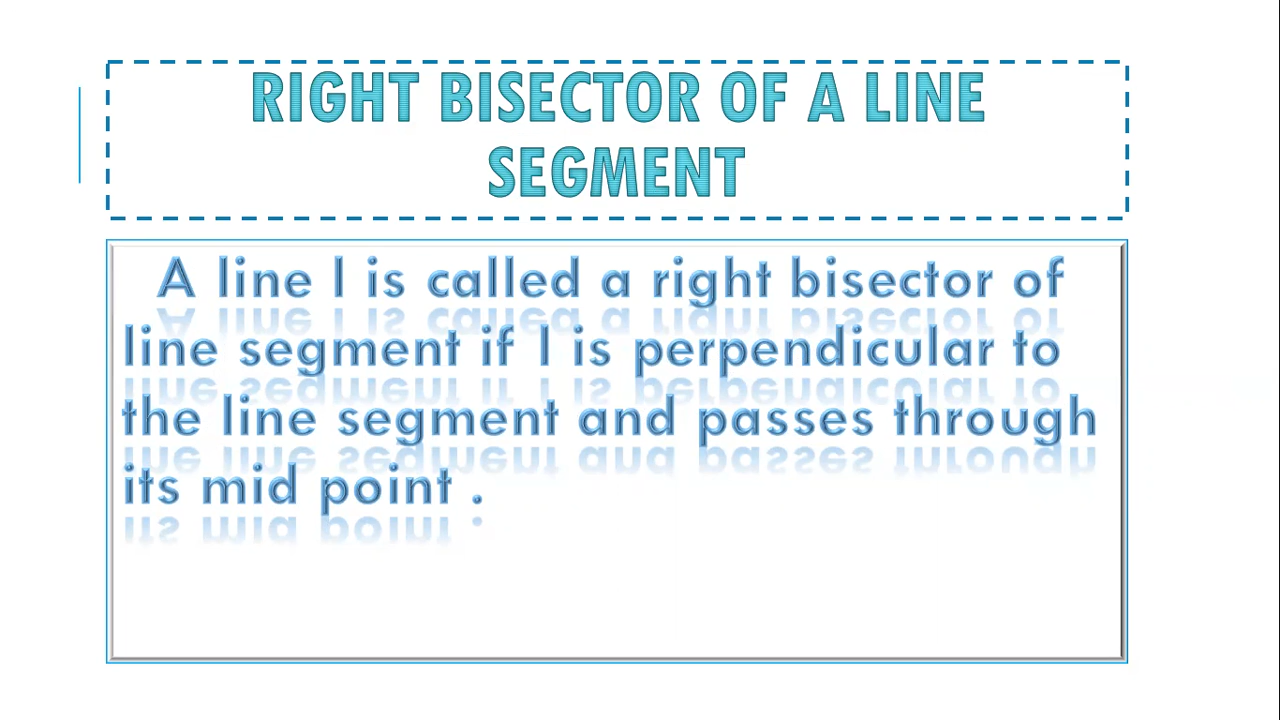 RIGHT BISECTOR OF A LINE
SEGMENT
A line l is called a right bisector of
line segment if l is perpendicular to
the line segment and passes through
its mid point .